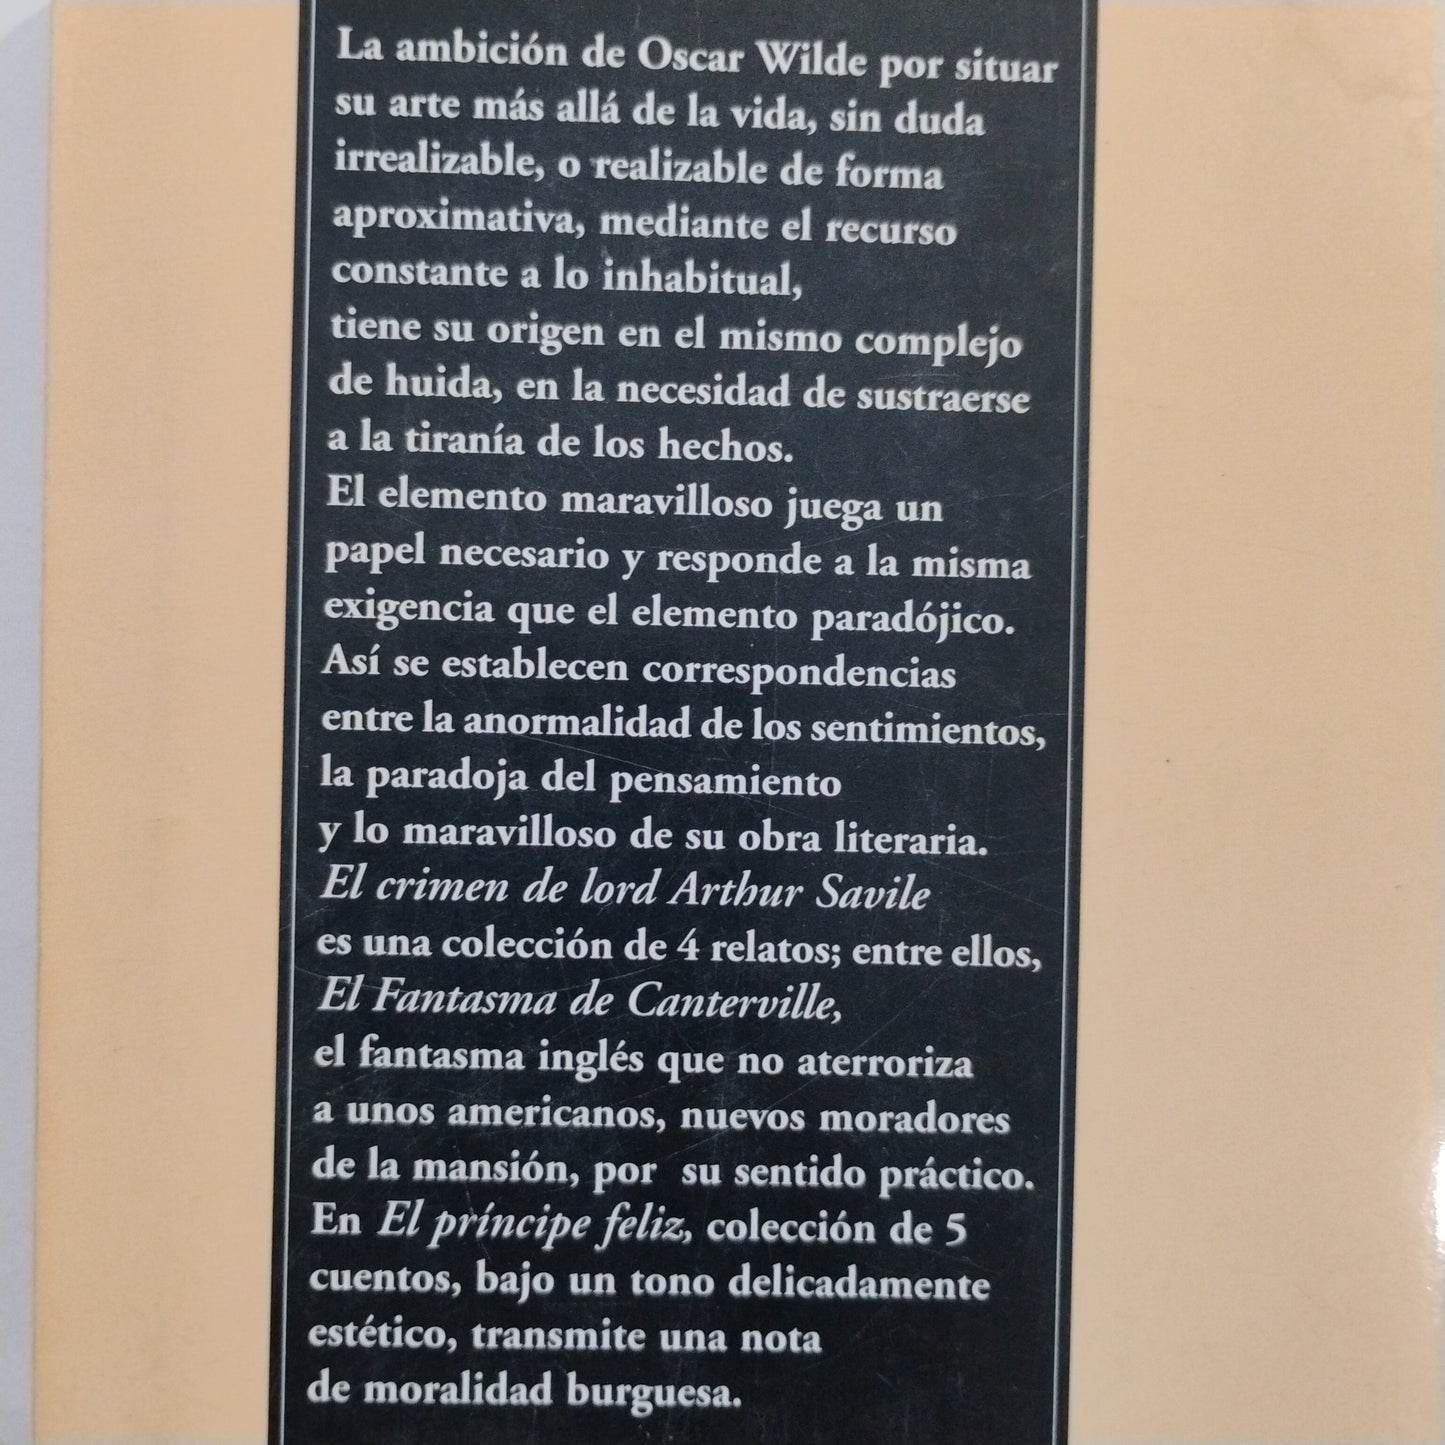 La ambición de Oscar Wilde por situar
su arte más allá de la vida, sin duda
irrealizable, o realizable de forma
aproximativa, mediante el recurso
constante a lo inhabitual,
tiene su origen en el mismo complejo
de huida, en la necesidad de sustraerse
a la tiranía de los hechos.
El elemento maravilloso juega un
papel necesario y responde a la misma
exigencia que el elemento paradójico.
Así se establecen correspondencias
entre la anormalidad de los sentimientos,
la paradoja del pensamiento
y lo maravilloso de su obra literaria.
El crimen de lord Arthur Savile
es una colección de 4 relatos; entre ellos,
El Fantasma de Canterville,
el fantasma inglés que no aterroriza
a unos americanos, nuevos moradores
de la mansión, por su sentido práctico.
En El príncipe feliz, colección de 5
cuentos, bajo un tono delicadamente
estético, transmite una nota
de moralidad burguesa.